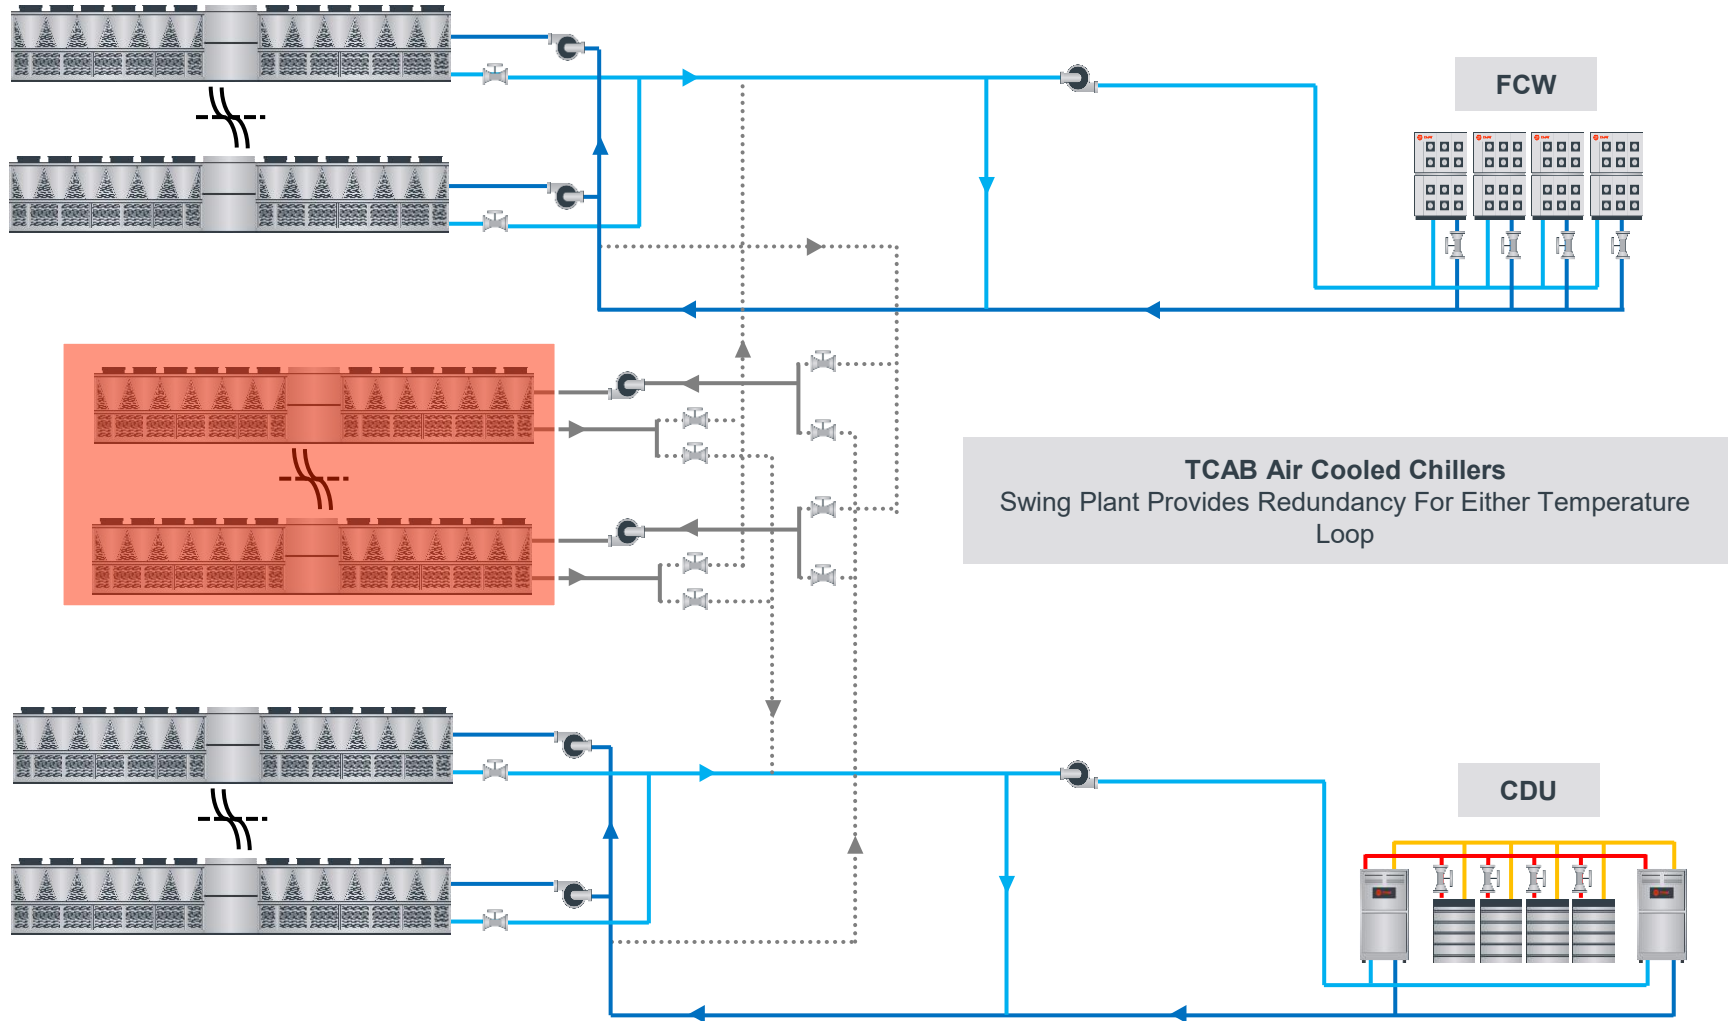 FCW
TCAB Air Cooled Chillers
Swing Plant Provides Redundancy For Either Temperature
Loop
CDU